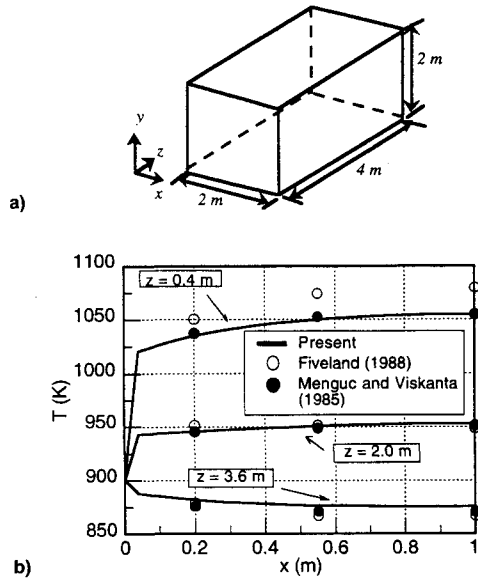 2 m
y
z
x
2 m
4 m
a)
1100
1050
1000
950
900
850
T (K)
z = 0.4 m
Present
Fiveland (1988)
Menguc and Viskanta
(1985)
z = 2.0 m
z = 3.6 m
0 0.2 0.4 0.6 0.8 1
x (m)
b)